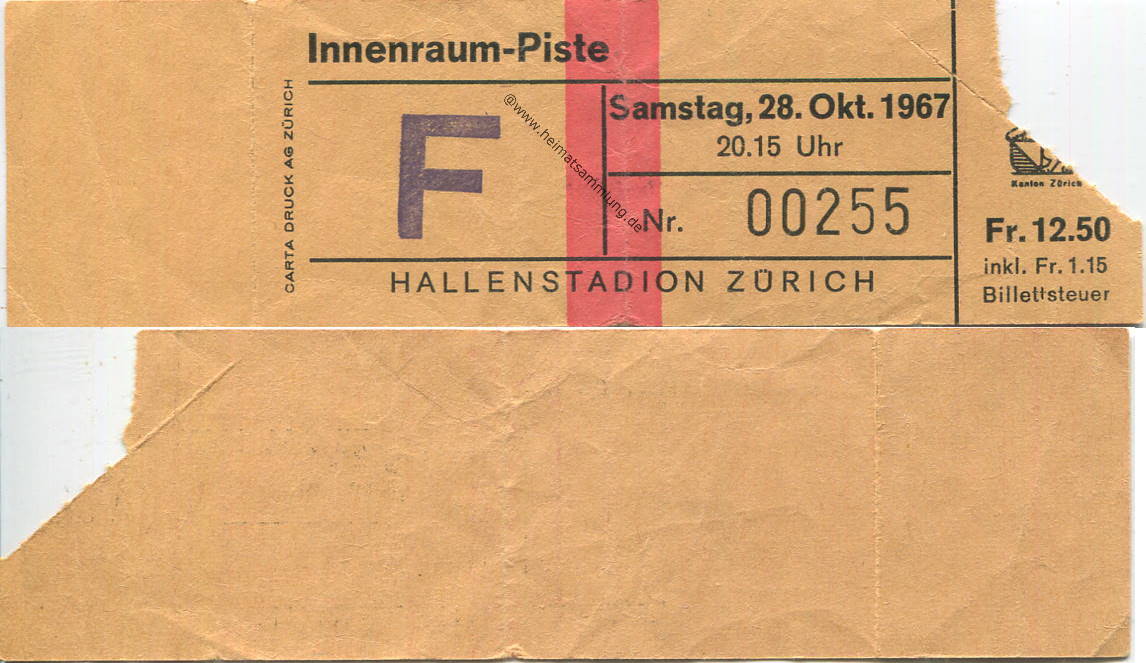 Innenraum-Piste
CARTA DRUCK AG ZÜRICH
F
Samstag, 28. Okt. 1967
20.15 Uhr
Nr. 00255
HALLENSTADION ZÜRICH
Kanton Zürich
Fr. 12.50
inkl. Fr. 1.15
Billettsteuer
@www.heimatsammlung.de